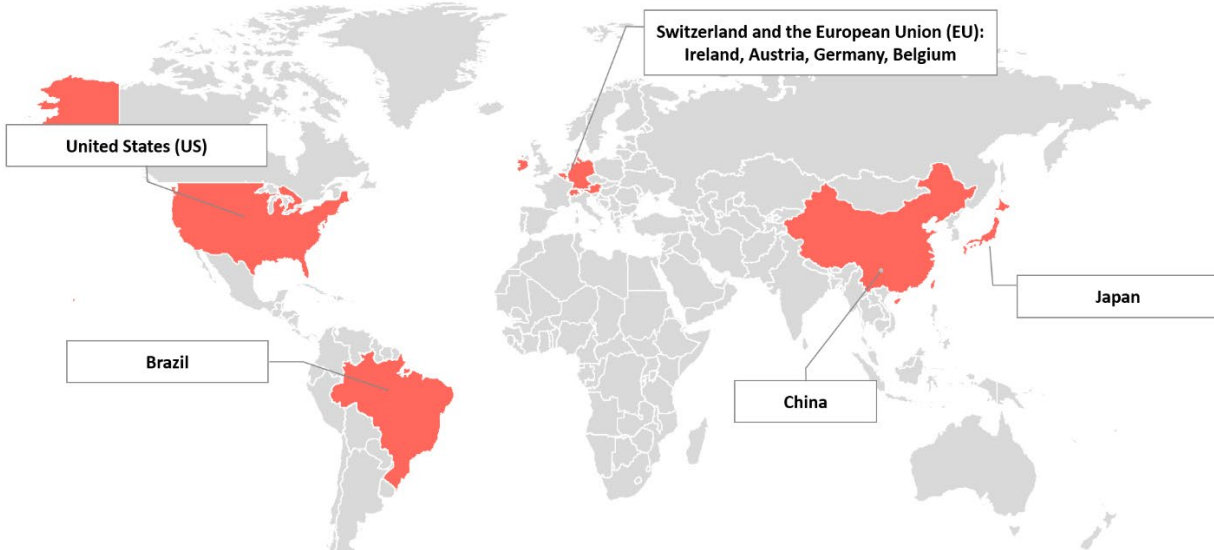 Switzerland and the European Union (EU):
Ireland, Austria, Germany, Belgium
United States (US)
Japan
Brazil
China